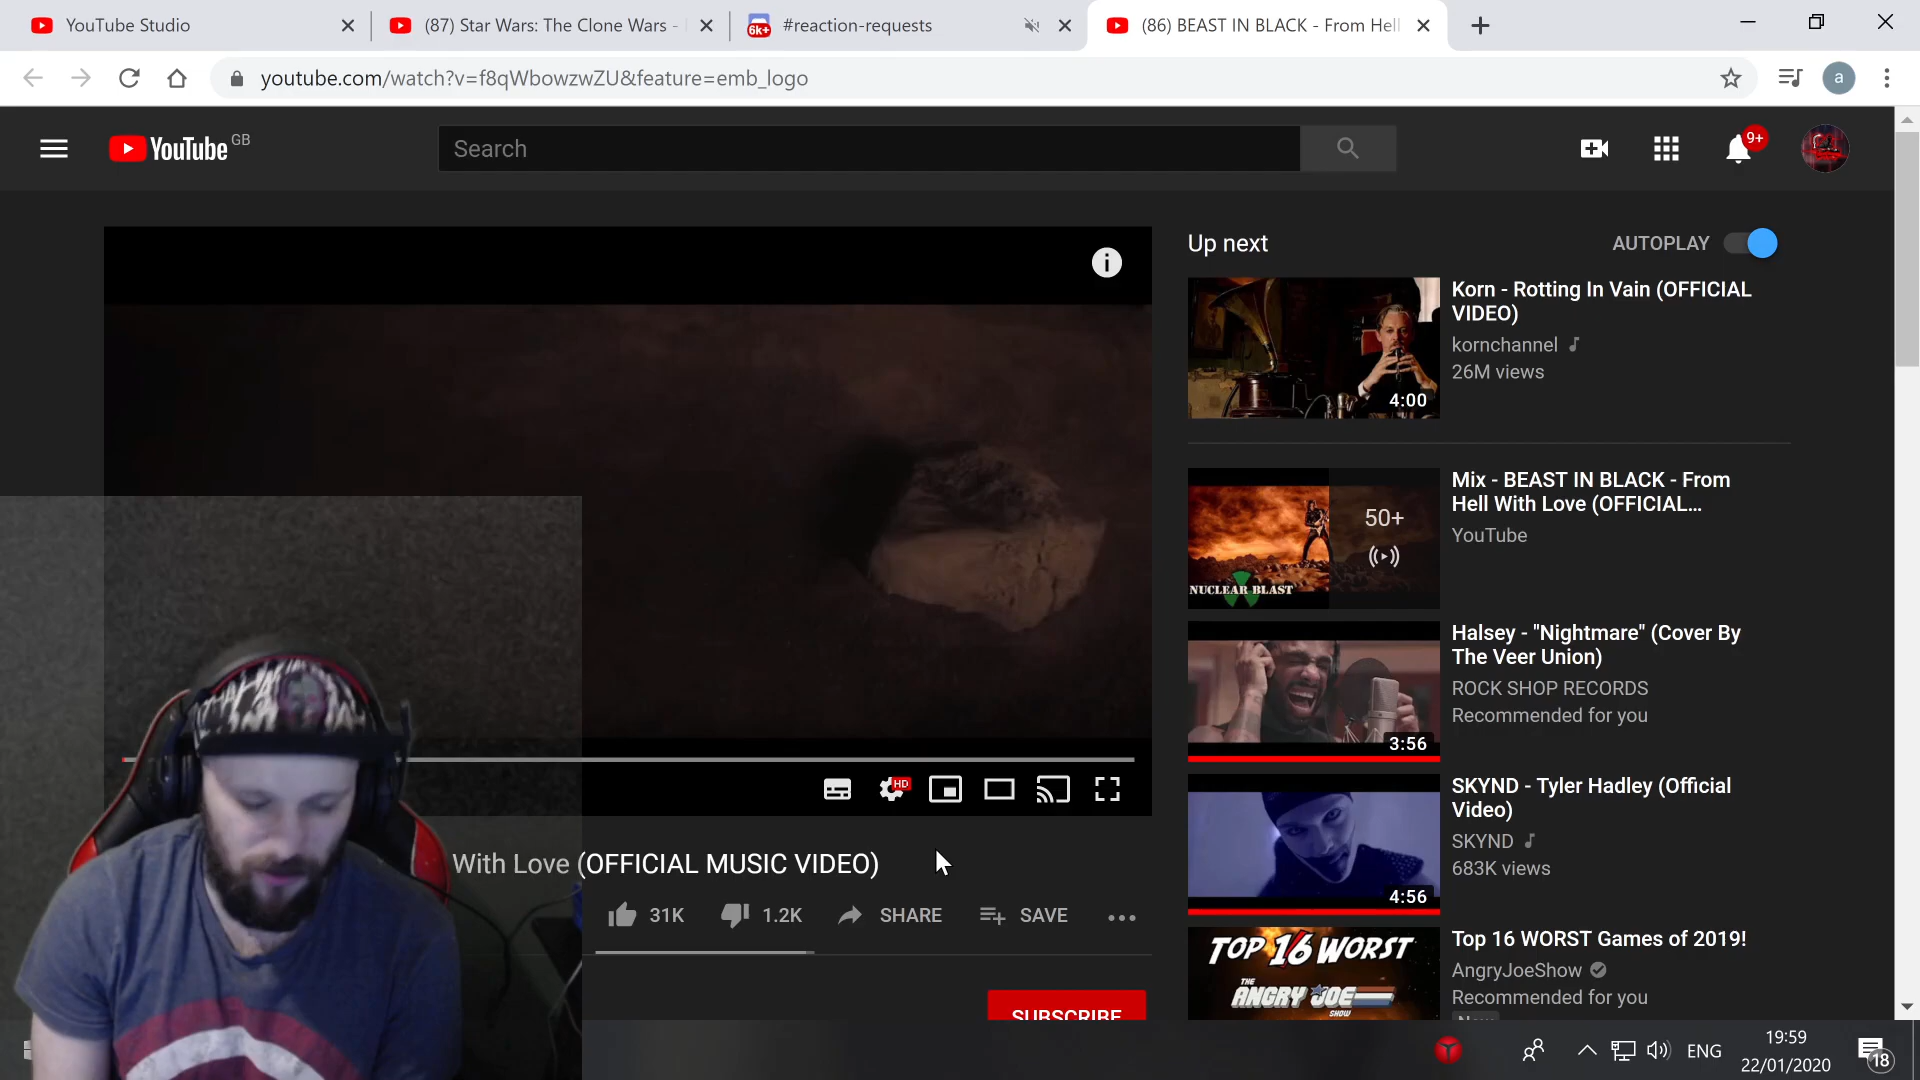 YouTube Studio
(87) Star Wars: The Clone Wars -
6K+
#reaction-requests
(86) BEAST IN BLACK - From Hell
youtube.com/watch?v=f8qWbowzwZU&feature=emb_logo
a
YouTube GB
Search
9+
Up next
AUTOPLAY
Korn - Rotting In Vain (OFFICIAL
VIDEO)
kornchannel
26M views
4:00
Mix - BEAST IN BLACK - From
Hell With Love (OFFICIAL...
YouTube
50+
NUCLEAR BLAST
Halsey - "Nightmare" (Cover By
The Veer Union)
ROCK SHOP RECORDS
Recommended for you
3:56
HD
SKYND - Tyler Hadley (Official
Video)
SKYND
683K views
4:56
With Love (OFFICIAL MUSIC VIDEO)
31K
1.2K
SHARE
SAVE
Top 16 WORST Games of 2019!
AngryJoeShow
Recommended for you
New
TOP 16 WORST
THE
ANGRY JOE
SHOW
SUBSCRIBE
ENG
19:59
22/01/2020
18